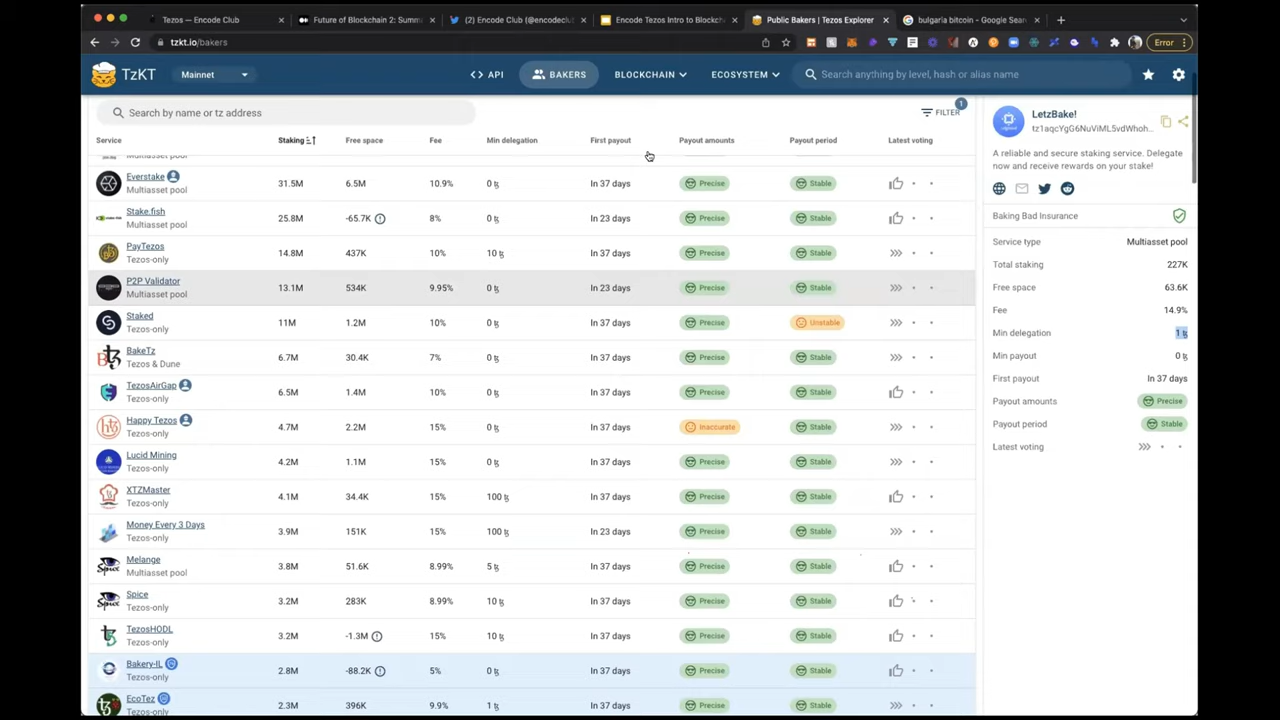 Tezos — Encode Club
Future of Blockchain 2: Summ
(2) Encode Club (@encodeclu
Encode Tezos Intro to Blockch
Public Bakers | Tezos Explorer
bulgaria bitcoin - Google Sear
tzkt.io/bakers
Error
TzKT
Mainnet
<> API
BAKERS
BLOCKCHAIN
ECOSYSTEM
Search anything by level, hash or alias name
Search by name or tz address
FILTER
1
Service Staking Free space Fee Min delegation First payout Payout amounts Payout period Latest voting
Multiasset pool
Everstake 31.5M 6.5M 10.9% 0 ꜩ In 37 days Precise Stable
Multiasset pool
Stake.fish 25.8M -65.7K 8% 0 ꜩ In 23 days Precise Stable
Multiasset pool
PayTezos 14.8M 437K 10% 10 ꜩ In 37 days Precise Stable
Tezos-only
P2P Validator 13.1M 534K 9.95% 0 ꜩ In 23 days Precise Stable
Multiasset pool
Staked 11M 1.2M 10% 0 ꜩ In 37 days Precise Unstable
Tezos-only
BakeTz 6.7M 30.4K 7% 0 ꜩ In 37 days Precise Stable
Tezos & Dune
TezosAirGap 6.5M 1.4M 10% 0 ꜩ In 37 days Precise Stable
Tezos-only
Happy Tezos 4.7M 2.2M 15% 0 ꜩ In 37 days Inaccurate Stable
Tezos-only
Lucid Mining 4.2M 1.1M 15% 0 ꜩ In 37 days Precise Stable
Tezos-only
XTZMaster 4.1M 34.4K 15% 100 ꜩ In 37 days Precise Stable
Tezos-only
Money Every 3 Days 3.9M 151K 15% 100 ꜩ In 23 days Precise Stable
Tezos-only
Melange 3.8M 51.6K 8.99% 5 ꜩ In 37 days Precise Stable
Multiasset pool
Spice 3.2M 283K 8.99% 10 ꜩ In 37 days Precise Stable
Tezos-only
TezosHODL 3.2M -1.3M 15% 10 ꜩ In 37 days Precise Stable
Tezos-only
Bakery-IL 2.8M -88.2K 5% 0 ꜩ In 37 days Precise Stable
Tezos-only
EcoTez 2.3M 396K 9.9% 1 ꜩ In 37 days Precise Stable
Tezos-only
LetzBake!
tz1aqcYgG6NuViML5vdWhoh...
A reliable and secure staking service. Delegate
now and receive rewards on your stake!
Baking Bad Insurance
Service type Multiasset pool
Total staking 227K
Free space 63.6K
Fee 14.9%
Min delegation 1 ꜩ
Min payout 0 ꜩ
First payout In 37 days
Payout amounts Precise
Payout period Stable
Latest voting